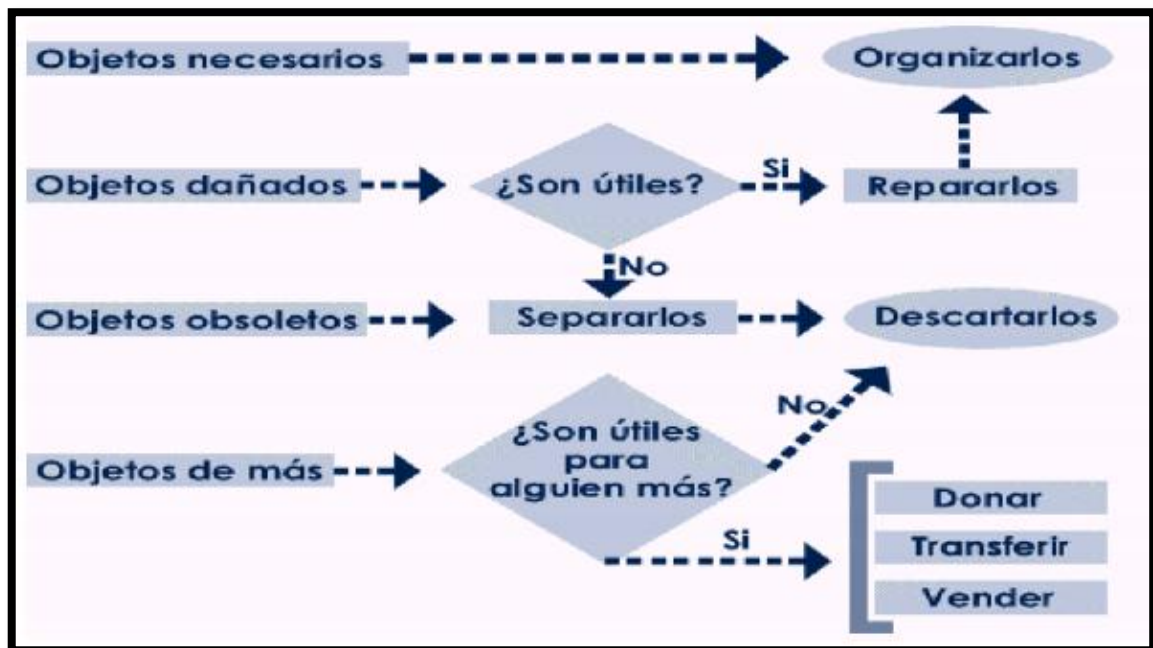 Objetos necesarios
Organizarlos
Objetos dañados
¿Son útiles?
Si
Repararlos
No
Objetos obsoletos
Separarlos
Descartarlos
Objetos de más
¿Son útiles
para
alguien más?
No
Si
Donar
Transferir
Vender